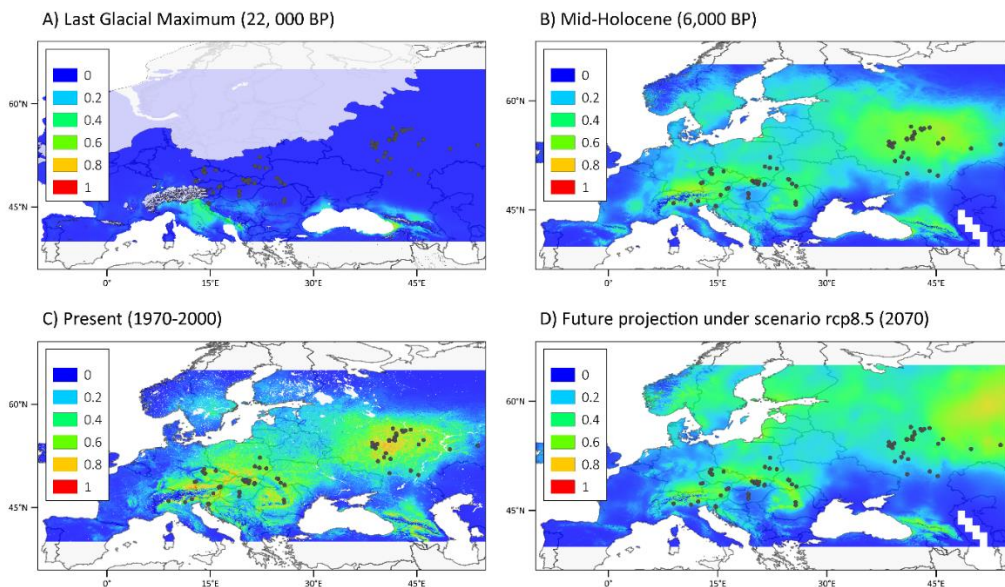 A) Last Glacial Maximum (22, 000 BP)
0
0.2
0.4
0.6
0.8
1
60°N
45°N
0°
15°E
30°E
45°E
B) Mid-Holocene (6,000 BP)
0
0.2
0.4
0.6
0.8
1
60°N
45°N
0°
15°E
30°E
45°E
C) Present (1970-2000)
0
0.2
0.4
0.6
0.8
1
60°N
45°N
0°
15°E
30°E
45°E
D) Future projection under scenario rcp8.5 (2070)
0
0.2
0.4
0.6
0.8
1
60°N
45°N
0°
15°E
30°E
45°E